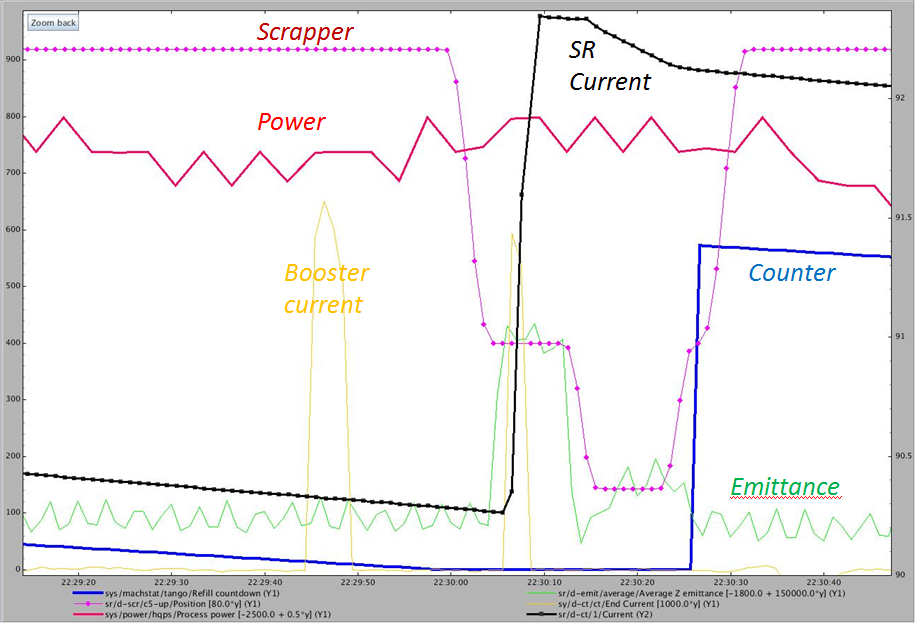 Zoom back
Scrapper
SR
Current
Power
Booster
current
Counter
Emittance
900
800
700
600
500
400
300
200
100
0
92
91.5
91
90.5
90
22:29:20 22:29:30 22:29:40 22:29:50 22:30:00 22:30:10 22:30:20 22:30:30 22:30:40
sys/machstat/tango/Refill countdown (Y1) sr/d-emit/average/Average Z emittance [-1800.0 + 150000.0*y] (Y1)
sr/d-scr/c5-up/Position [80.0*y] (Y1) sy/d-ct/ct/End Current [1000.0*y] (Y1)
sys/power/hqps/Process power [-2500.0 + 0.5*y] (Y1) sr/d-ct/1/Current (Y2)